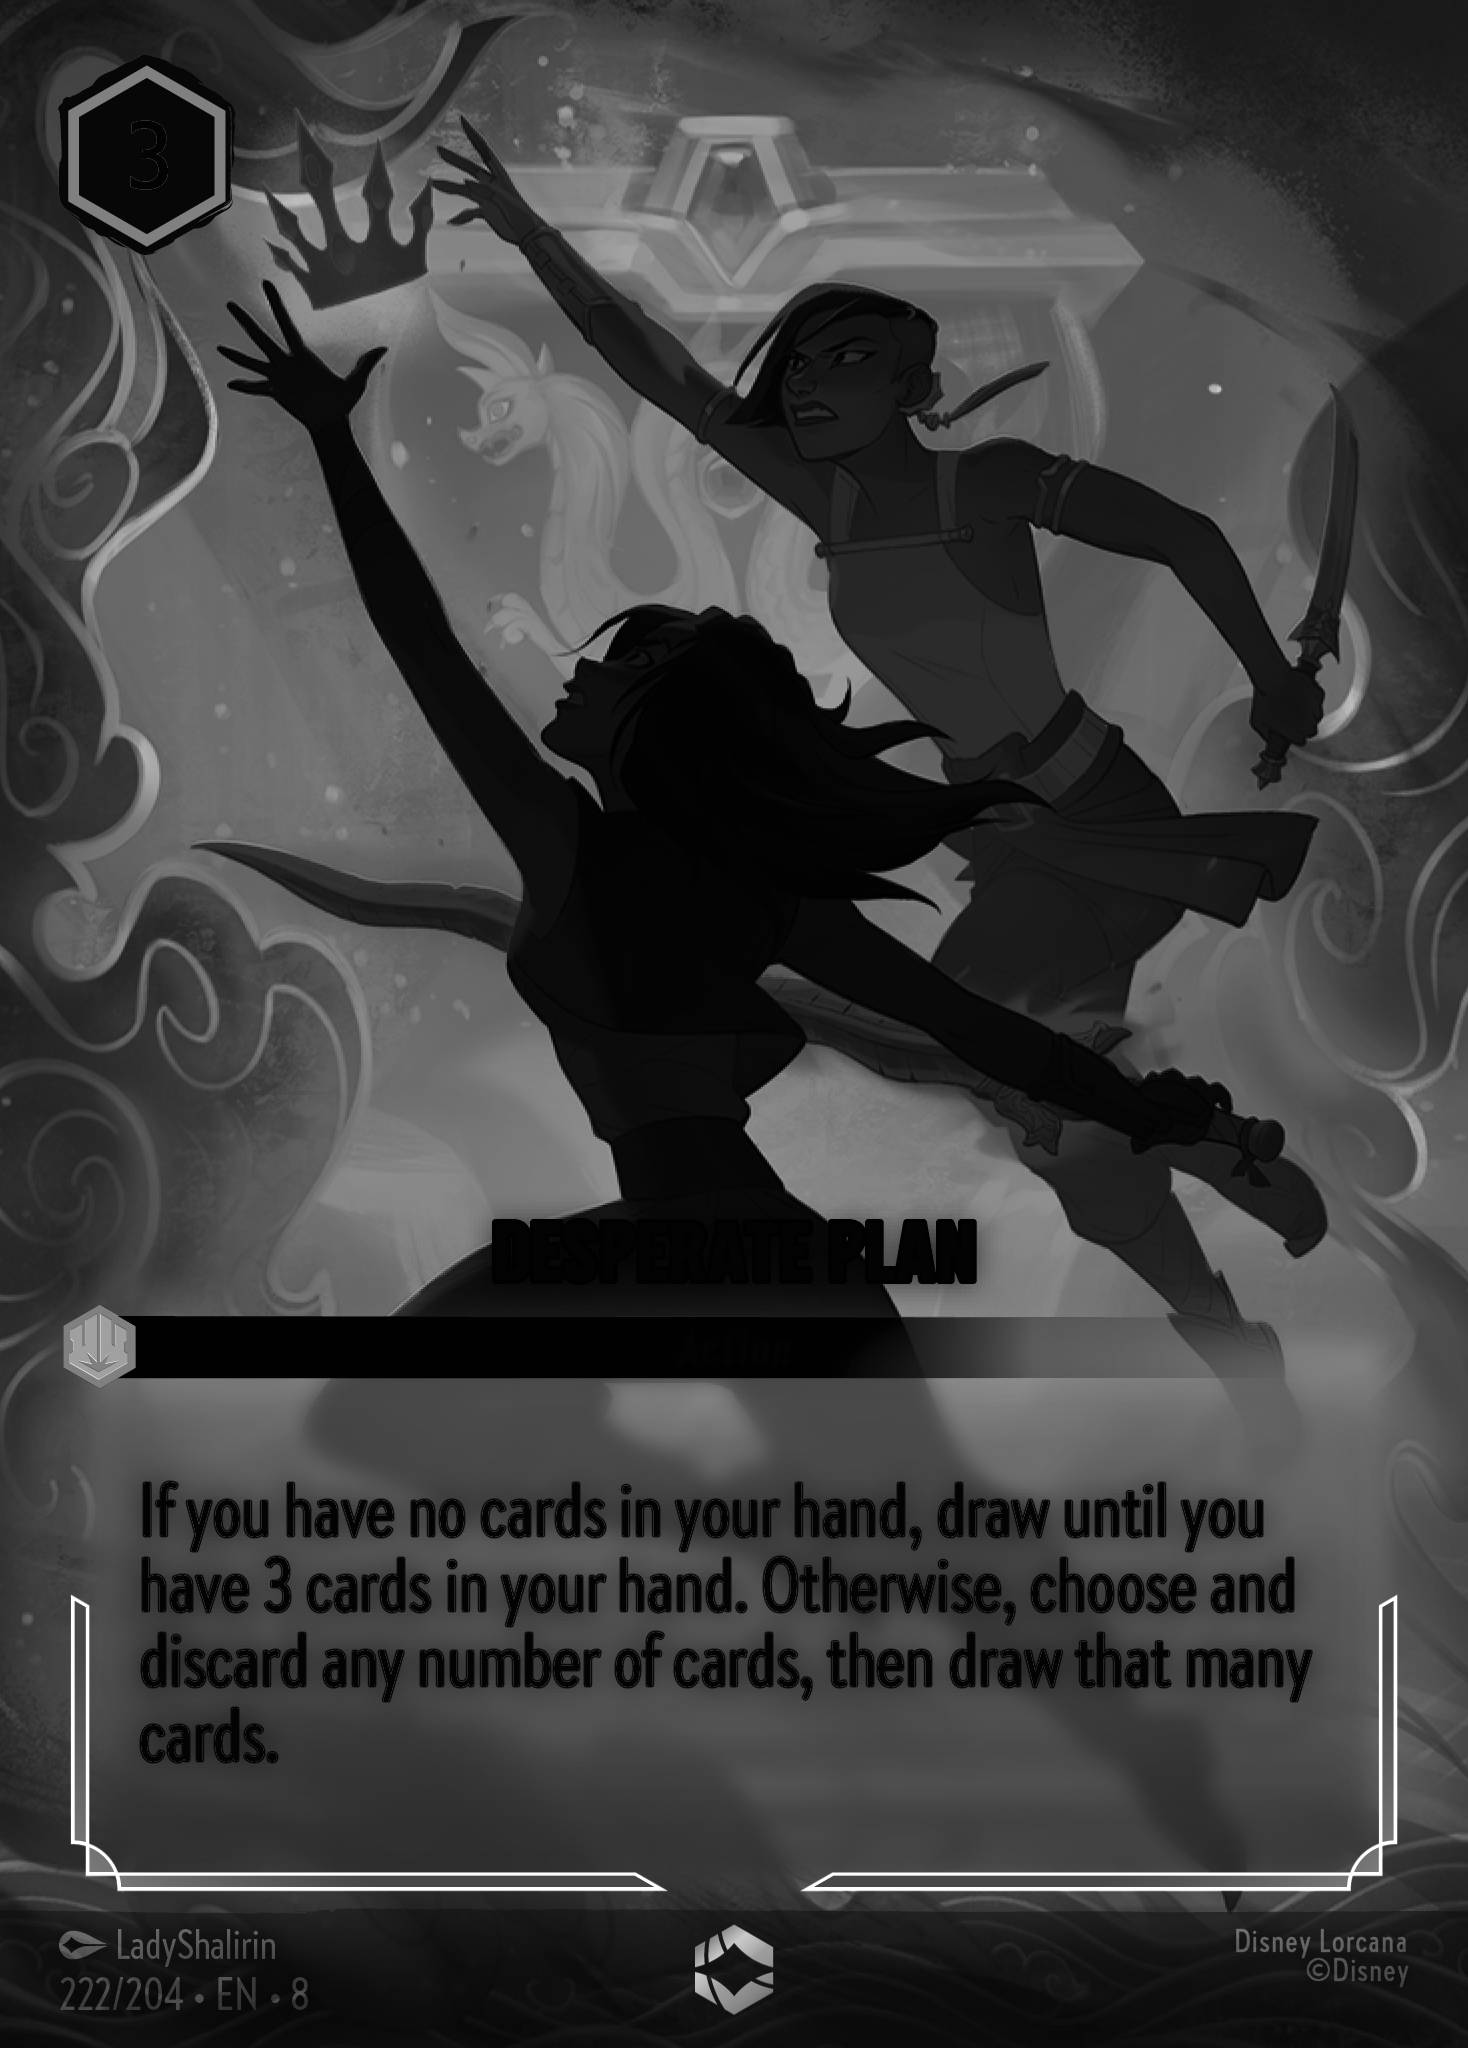 3
DESPERATE PLAN
Action
If you have no cards in your hand, draw until you
have 3 cards in your hand. Otherwise, choose and
discard any number of cards, then draw that many
cards.
LadyShalirin
Disney Lorcana
222/204 • EN • 8
©Disney